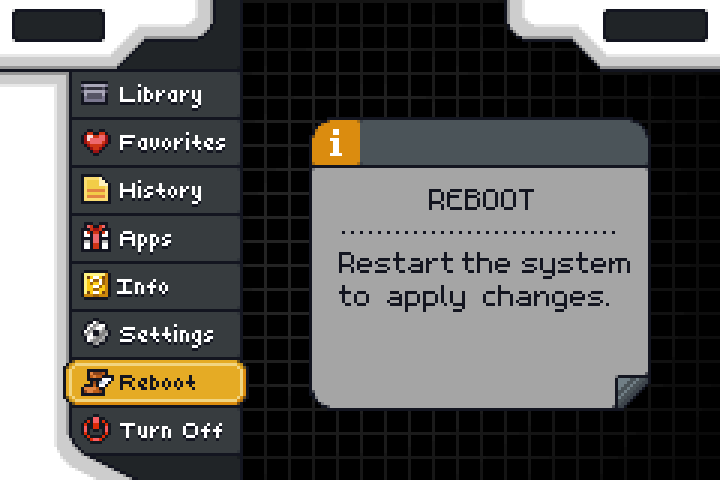 Library
Favorites
History
Apps
Info
Settings
Reboot
Turn Off
i
REBOOT
Restart the system
to apply changes.